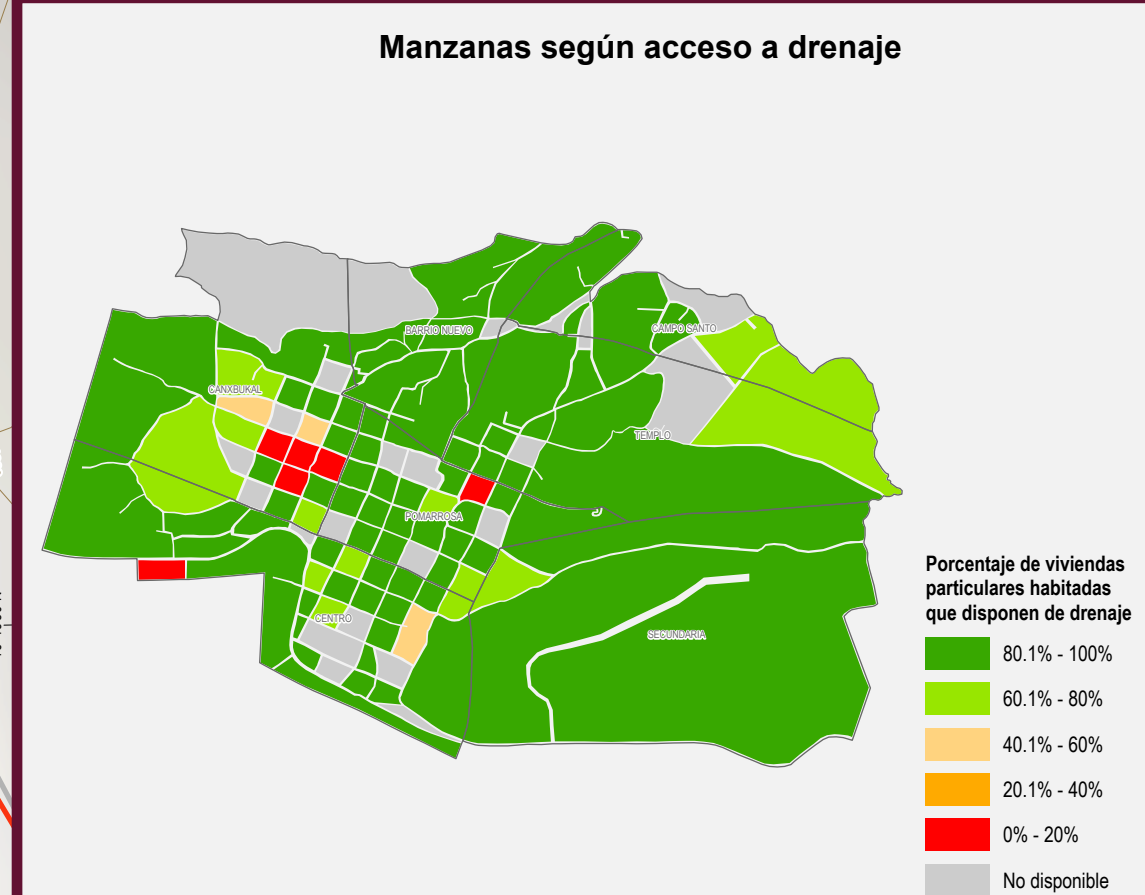 Manzanas según acceso a drenaje
BARRIO NUEVO
CAMPO SANTO
CANXBUKAL
TEMPLO
POMARROSA
CENTRO
SECUNDARIA
Porcentaje de viviendas
particulares habitadas
que disponen de drenaje
80.1% - 100%
60.1% - 80%
40.1% - 60%
20.1% - 40%
0% - 20%
No disponible